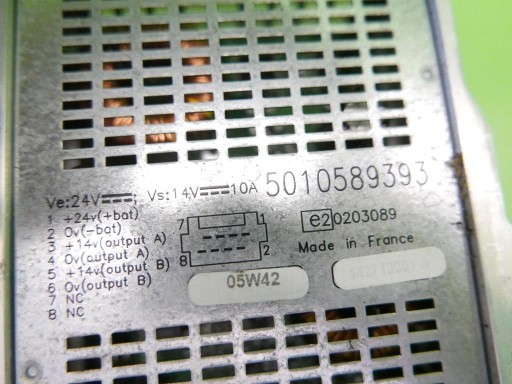 Ve:24V⎓; Vs:14V⎓10A 5010589393
1 +24v(+bat)
2 0v(-bat)
3 +14v(output A)
4 0v(output A)
5 +14v(output B)
6 0v(output B)
7 NC
8 NC
7 1
8 2
e2 0203089
Made in France
05W42